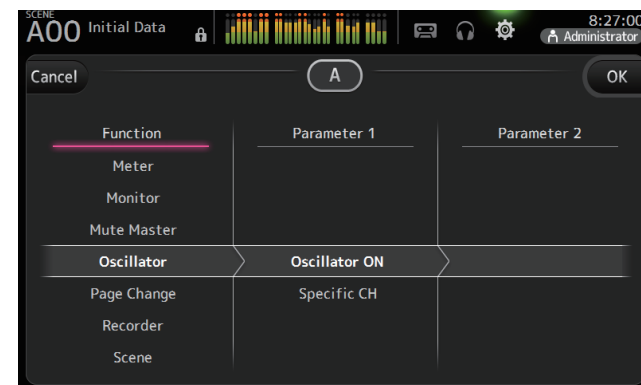 SCENE
A00 Initial Data
8:27:00
Administrator
Cancel
A
OK
Function
Parameter 1
Parameter 2
Meter
Monitor
Mute Master
Oscillator
Oscillator ON
Page Change
Specific CH
Recorder
Scene